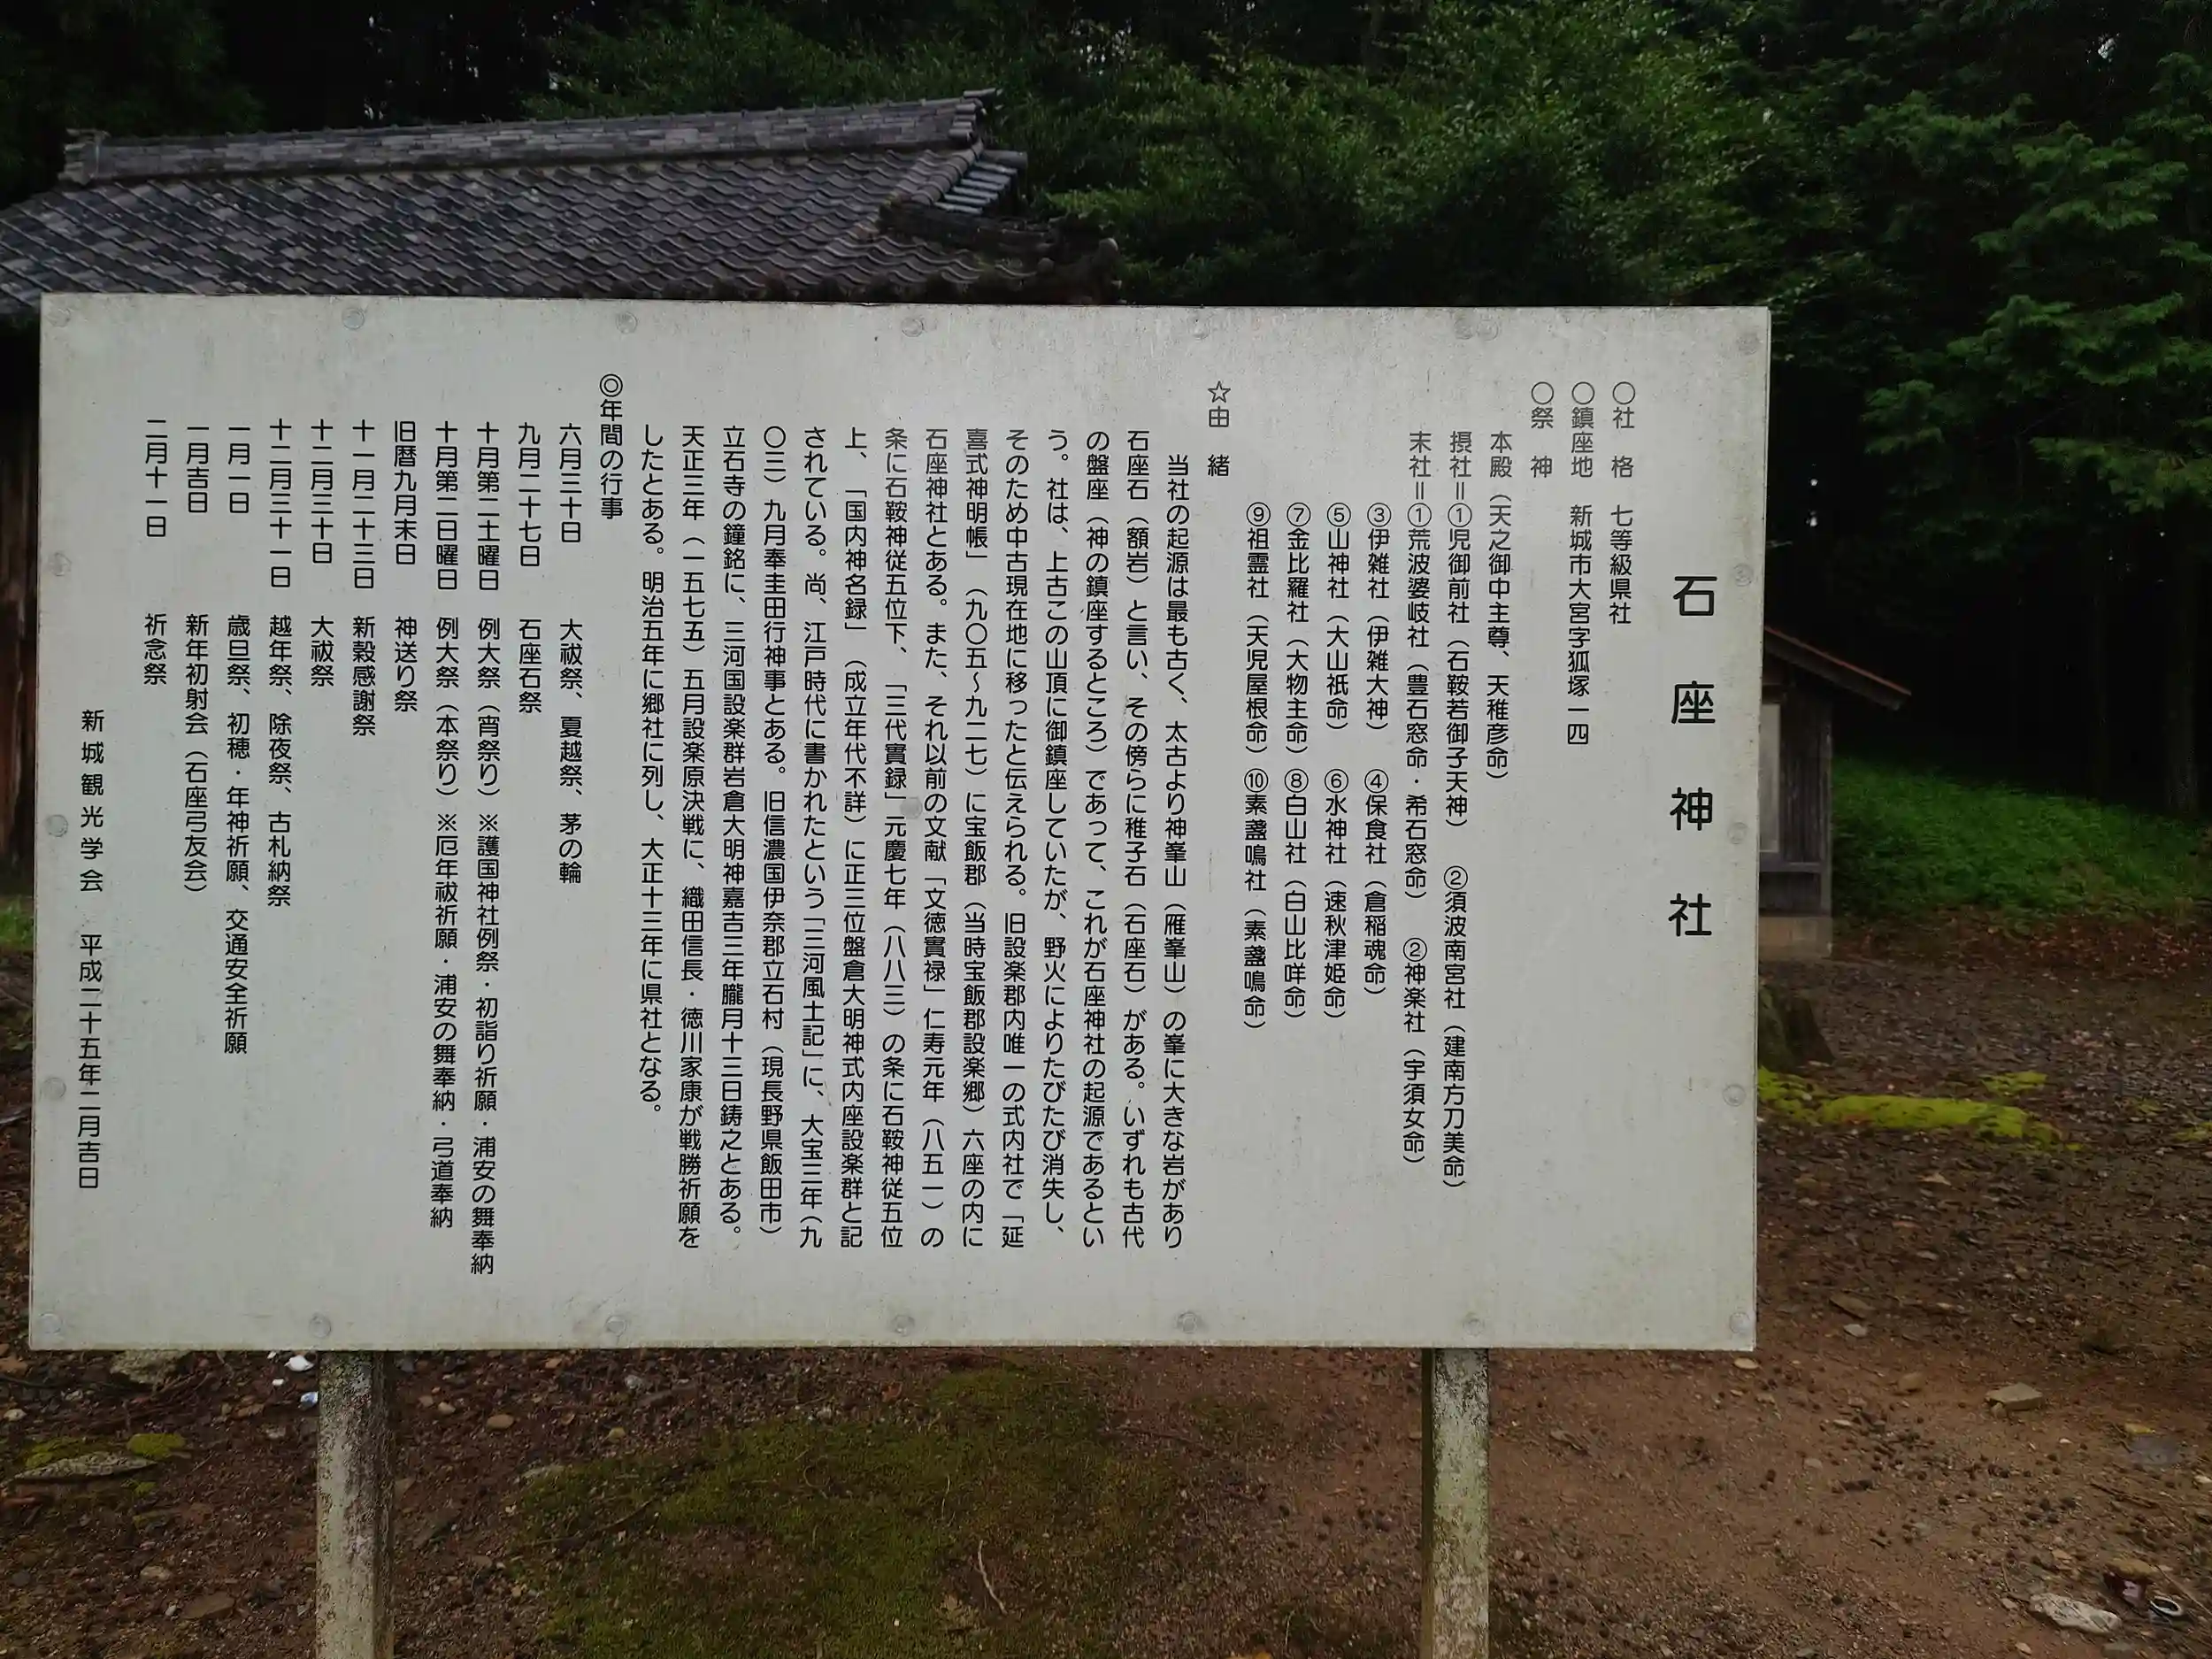 石座神社
○社　格　七等級県社
○鎮座地　新城市大宮字狐塚一四
○祭　神
本殿（天之御中主尊、天稚彦命）
摂社＝①児御前社（石鞍若御子天神）　②須波南宮社（建南方刀美命）
末社＝①荒波婆岐社（豊石窓命・希石窓命）　②神楽社（宇須女命）
③伊雑社（伊雑大神）　④保食社（倉稲魂命）
⑤山神社（大山祇命）　⑥水神社（速秋津姫命）
⑦金比羅社（大物主命）⑧白山社（白山比咩命）
⑨祖霊社（天児屋根命）⑩素盞鳴社（素盞鳴命）
☆由　緒
当社の起源は最も古く、太古より神峯山（雁峯山）の峯に大きな岩があり
石座石（額岩）と言い、その傍らに稚子石（石座石）がある。いずれも古代
の盤座（神の鎮座するところ）であって、これが石座神社の起源であるとい
う。社は、上古この山頂に御鎮座していたが、野火によりたびたび消失し、
そのため中古現在地に移ったと伝えられる。旧設楽郡内唯一の式内社で「延
喜式神明帳」（九〇五～九二七）に宝飯郡（当時宝飯郡設楽郷）六座の内に
石座神社とある。また、それ以前の文献「文徳實禄」仁寿元年（八五一）の
条に石鞍神従五位下、「三代實録」元慶七年（八八三）の条に石鞍神従五位
上、「国内神名録」（成立年代不詳）に正三位盤倉大明神式内座設楽群と記
されている。尚、江戸時代に書かれたという「三河風土記」に、大宝三年（九
〇三）九月奉圭田行神事とある。旧信濃国伊奈郡立石村（現長野県飯田市）
立石寺の鐘銘に、三河国設楽群岩倉大明神嘉吉三年朧月十三日鋳之とある。
天正三年（一五七五）五月設楽原決戦に、織田信長・徳川家康が戦勝祈願を
したとある。明治五年に郷社に列し、大正十三年に県社となる。
◎年間の行事
六月三十日　大祓祭、夏越祭、茅の輪
九月二十七日　石座石祭
十月第二土曜日　例大祭（宵祭り）※護国神社例祭・初詣り祈願・浦安の舞奉納
十月第二日曜日　例大祭（本祭り）※厄年祓祈願・浦安の舞奉納・弓道奉納
旧暦九月末日　神送り祭
十一月二十三日　新穀感謝祭
十二月三十日　大祓祭
十二月三十一日　越年祭、除夜祭、古札納祭
一月一日　歳旦祭、初穂・年神祈願、交通安全祈願
一月吉日　新年初射会（石座弓友会）
二月十一日　祈念祭
新城観光学会　平成二十五年二月吉日